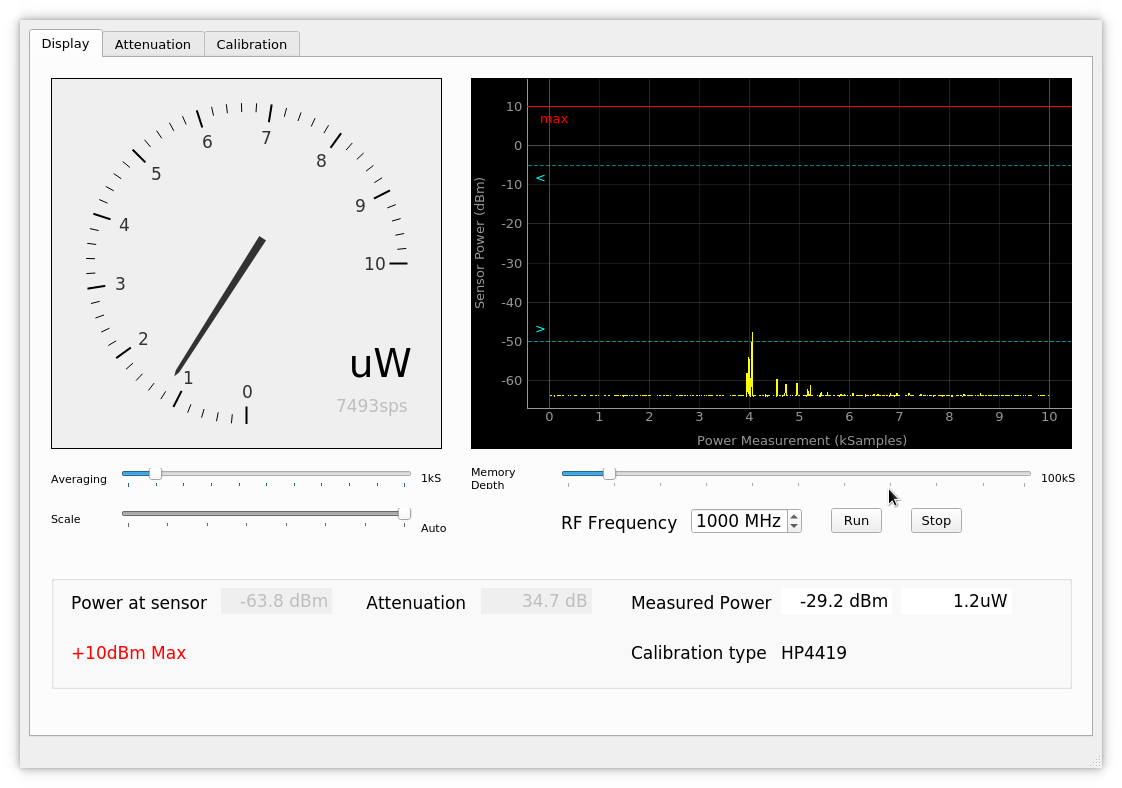 Display Attenuation Calibration
0 1 2 3 4 5 6 7 8 9 10
uW
7493sps
10
max
0
<
-10
-20
-30
-40
>
-50
-60
Sensor Power (dBm)
0 1 2 3 4 5 6 7 8 9 10
Power Measurement (kSamples)
Averaging 1kS
Scale Auto
Memory
Depth
100kS
RF Frequency 1000 MHz Run Stop
Power at sensor -63.8 dBm Attenuation 34.7 dB Measured Power -29.2 dBm 1.2uW
+10dBm Max Calibration type HP4419